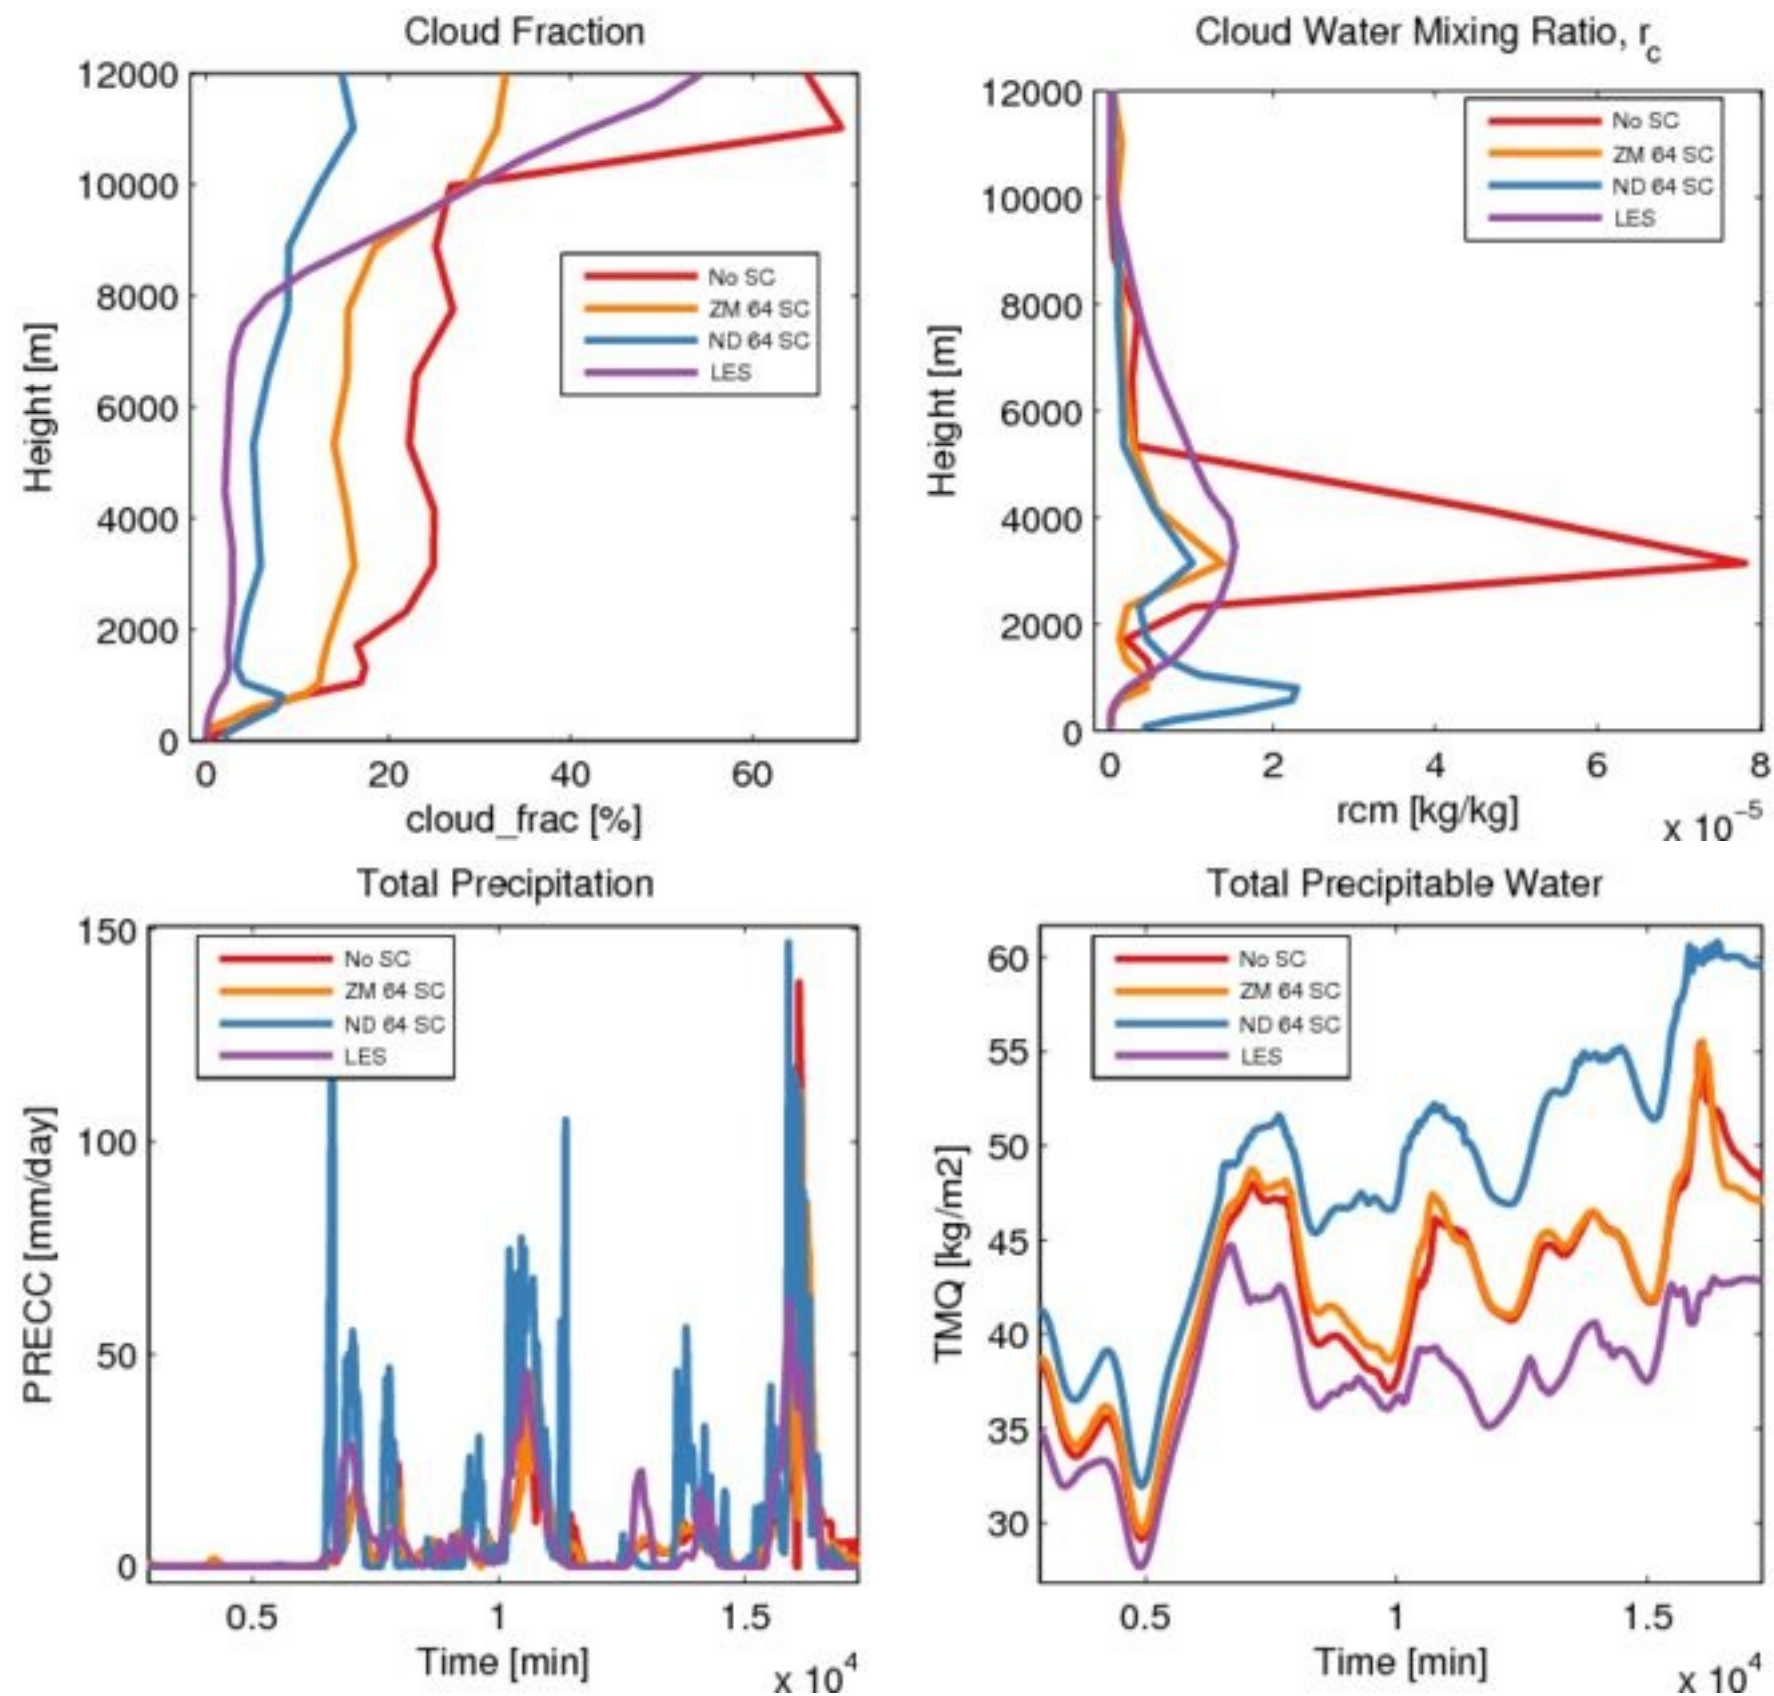 Cloud Fraction
12000
10000
8000
6000
4000
2000
0
Height [m]
No SC
ZM 64 SC
ND 64 SC
LES
0 20 40 60
cloud_frac [%]
Cloud Water Mixing Ratio, r_c
12000
10000
8000
6000
4000
2000
0
Height [m]
No SC
ZM 64 SC
ND 64 SC
LES
0 2 4 6 8
rcm [kg/kg]
x 10^-5
Total Precipitation
150
100
50
0
PRECC [mm/day]
No SC
ZM 64 SC
ND 64 SC
LES
0.5 1 1.5
Time [min]
x 10^4
Total Precipitable Water
60
55
50
45
40
35
30
TMQ [kg/m2]
No SC
ZM 64 SC
ND 64 SC
LES
0.5 1 1.5
Time [min]
x 10^4